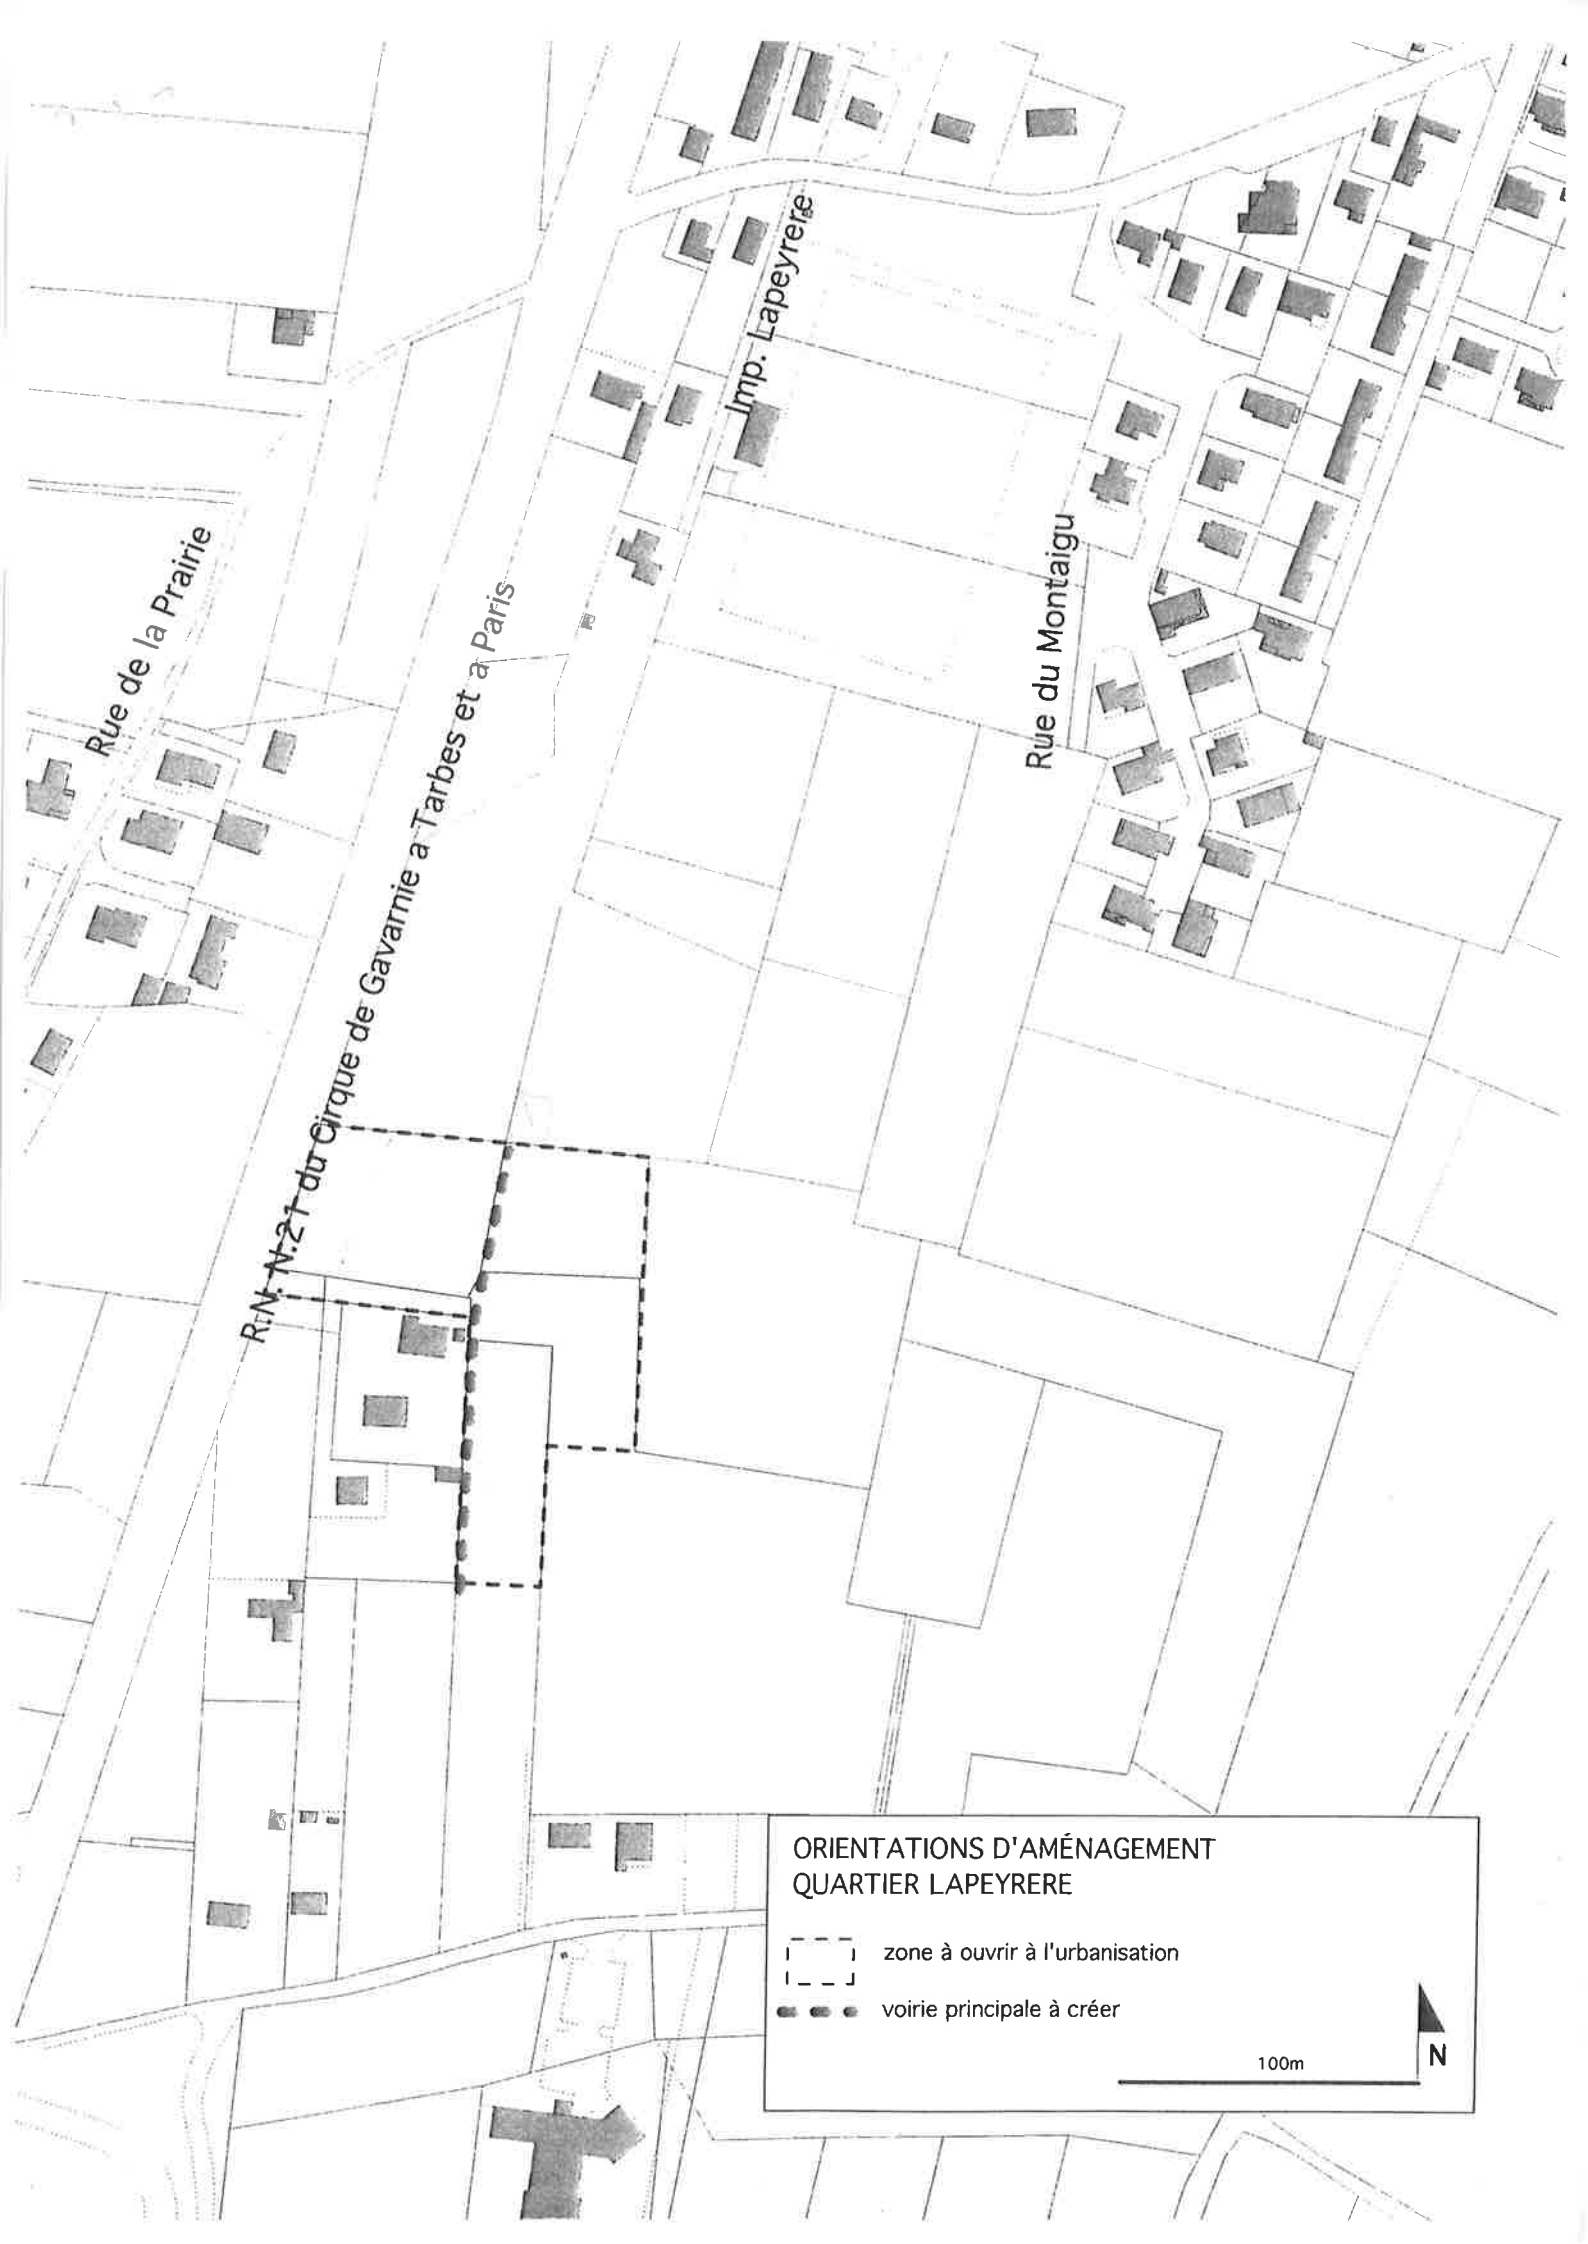 Imp. Lapeyrere
Rue de la Prairie
Rue du Montaigu
R.N. N.21 du Cirque de Gavarnie a Tarbes et a Paris
ORIENTATIONS D'AMÉNAGEMENT
QUARTIER LAPEYRERE
zone à ouvrir à l'urbanisation
voirie principale à créer
100m
N